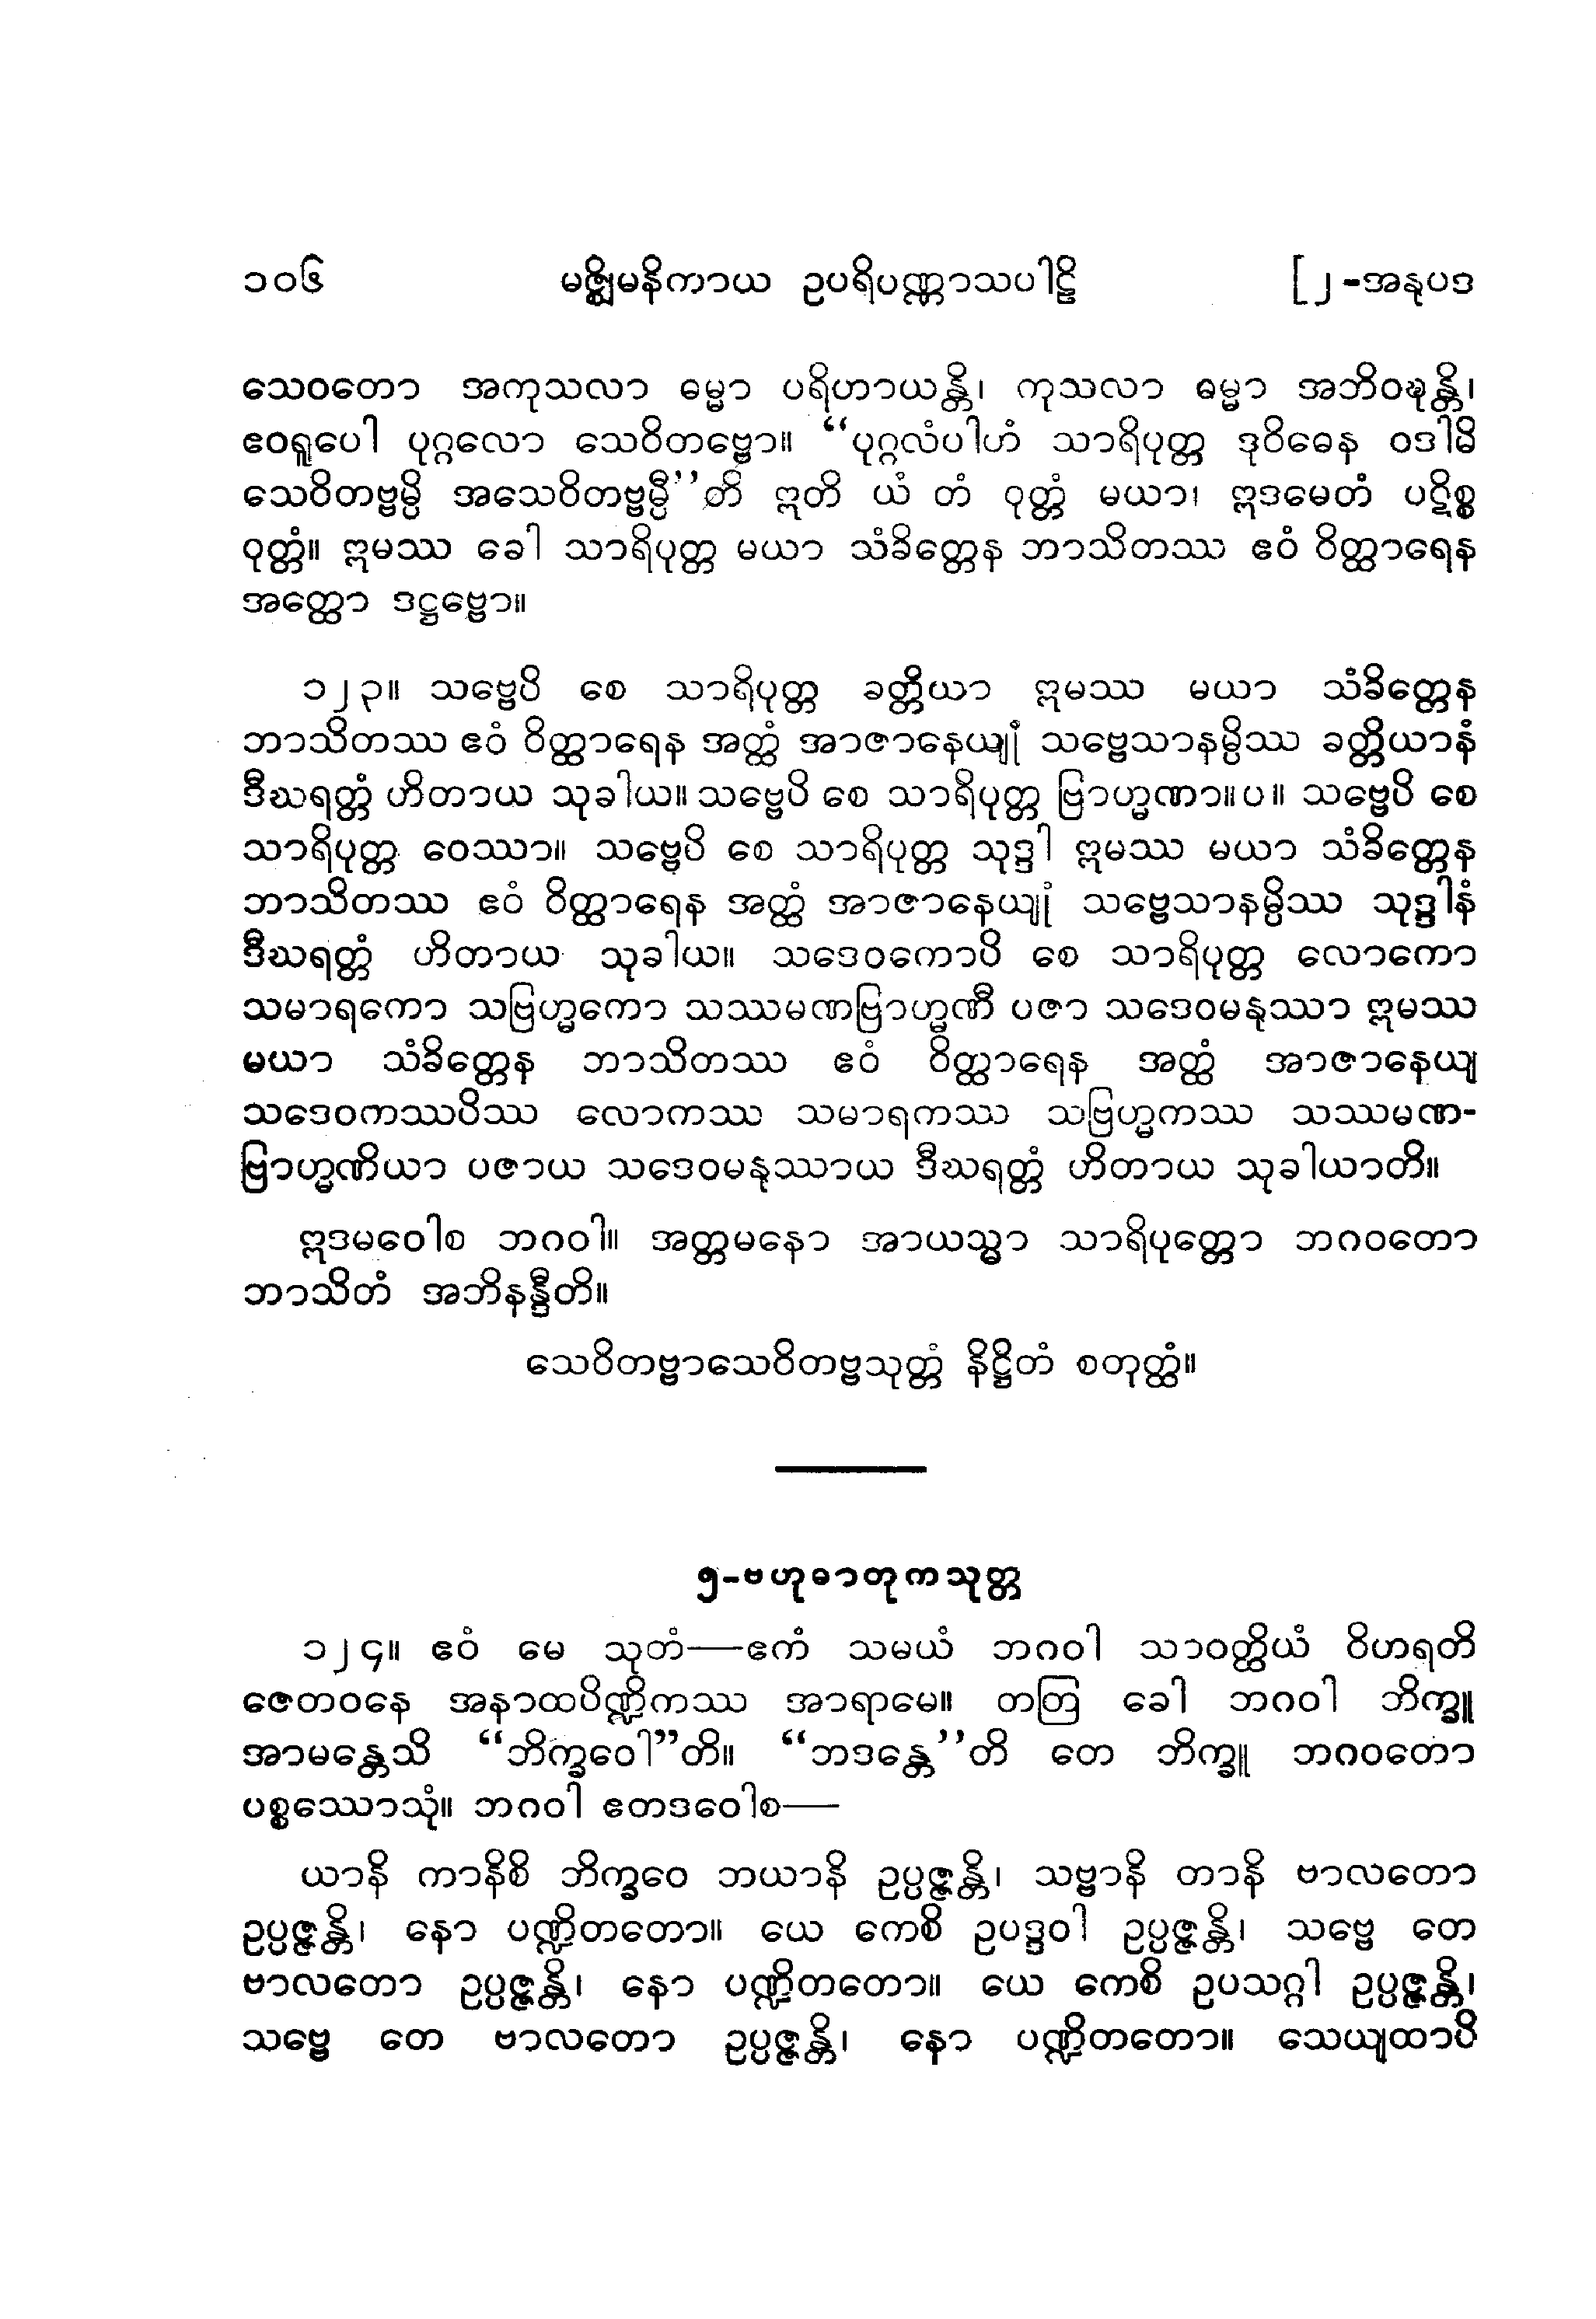 ၁၀၆ မဇ္ဈိမနိကာယ ဥပရိပဏ္ဏာသပါဠိ [၂-အနုပဒ
သေဝတော အကုသလာ ဓမ္မာ ပရိဟာယန္တိ၊ ကုသလာ ဓမ္မာ အဘိဝဍ္ဎန္တိ၊
ဧဝရူပေါ ပုဂ္ဂလော သေဝိတဗ္ဗော။ “ပုဂ္ဂလံပါဟံ သာရိပုတ္တ ဒုဝိဓေန ဝဒါမိ
သေဝိတဗ္ဗမ္ပိ အသေဝိတဗ္ဗမ္ပီ”တိ ဣတိ ယံ တံ ဝုတ္တံ မယာ၊ ဣဒမေတံ ပဋိစ္စ
ဝုတ္တံ။ ဣမဿ ခေါ သာရိပုတ္တ မယာ သံခိတ္တေန ဘာသိတဿ ဧဝံ ဝိတ္ထာရေန
အတ္ထော ဒဋ္ဌဗ္ဗော။
၁၂၃။ သဗ္ဗေပိ စေ သာရိပုတ္တ ခတ္တိယာ ဣမဿ မယာ သံခိတ္တေန
ဘာသိတဿ ဧဝံ ဝိတ္ထာရေန အတ္ထံ အာဇာနေယျုံ သဗ္ဗေသာနမ္ပိဿ ခတ္တိယာနံ
ဒီဃရတ္တံ ဟိတာယ သုခါယ။ သဗ္ဗေပိ စေ သာရိပုတ္တ ဗြာဟ္မဏာ။ပ။ သဗ္ဗေပိ စေ
သာရိပုတ္တ ဝေဿာ။ သဗ္ဗေပိ စေ သာရိပုတ္တ သုဒ္ဒါ ဣမဿ မယာ သံခိတ္တေန
ဘာသိတဿ ဧဝံ ဝိတ္ထာရေန အတ္ထံ အာဇာနေယျုံ သဗ္ဗေသာနမ္ပိဿ သုဒ္ဒါနံ
ဒီဃရတ္တံ ဟိတာယ သုခါယ။ သဒေဝကောပိ စေ သာရိပုတ္တ လောကော
သမာရကော သဗြဟ္မကော သဿမဏဗြာဟ္မဏီ ပဇာ သဒေဝမနုဿာ ဣမဿ
မယာ သံခိတ္တေန ဘာသိတဿ ဧဝံ ဝိတ္ထာရေန အတ္ထံ အာဇာနေယျ
သဒေဝကဿပိဿ လောကဿ သမာရကဿ သဗြဟ္မကဿ သဿမဏ-
ဗြာဟ္မဏိယာ ပဇာယ သဒေဝမနုဿာယ ဒီဃရတ္တံ ဟိတာယ သုခါယာတိ။
ဣဒမဝေါစ ဘဂဝါ။ အတ္တမနော အာယသ္မာ သာရိပုတ္တော ဘဂဝတော
ဘာသိတံ အဘိနန္ဒီတိ။
သေဝိတဗ္ဗာသေဝိတဗ္ဗသုတ္တံ နိဋ္ဌိတံ စတုတ္ထံ။
၅-ဗဟုဓာတုကသုတ္တ
၁၂၄။ ဧဝံ မေ သုတံ—ဧကံ သမယံ ဘဂဝါ သာဝတ္ထိယံ ဝိဟရတိ
ဇေတဝနေ အနာထပိဏ္ဍိကဿ အာရာမေ။ တတြ ခေါ ဘဂဝါ ဘိက္ခူ
အာမန္တေသိ “ဘိက္ခဝေါ”တိ။ “ဘဒန္တေ”တိ တေ ဘိက္ခူ ဘဂဝတော
ပစ္စဿောသုံ။ ဘဂဝါ ဧတဒဝေါစ—
ယာနိ ကာနိစိ ဘိက္ခဝေ ဘယာနိ ဥပ္ပဇ္ဇန္တိ၊ သဗ္ဗာနိ တာနိ ဗာလတော
ဥပ္ပဇ္ဇန္တိ၊ နော ပဏ္ဍိတတော။ ယေ ကေစိ ဥပဒ္ဒဝါ ဥပ္ပဇ္ဇန္တိ၊ သဗ္ဗေ တေ
ဗာလတော ဥပ္ပဇ္ဇန္တိ၊ နော ပဏ္ဍိတတော။ ယေ ကေစိ ဥပသဂ္ဂါ ဥပ္ပဇ္ဇန္တိ၊
သဗ္ဗေ တေ ဗာလတော ဥပ္ပဇ္ဇန္တိ၊ နော ပဏ္ဍိတတော။ သေယျထာပိ